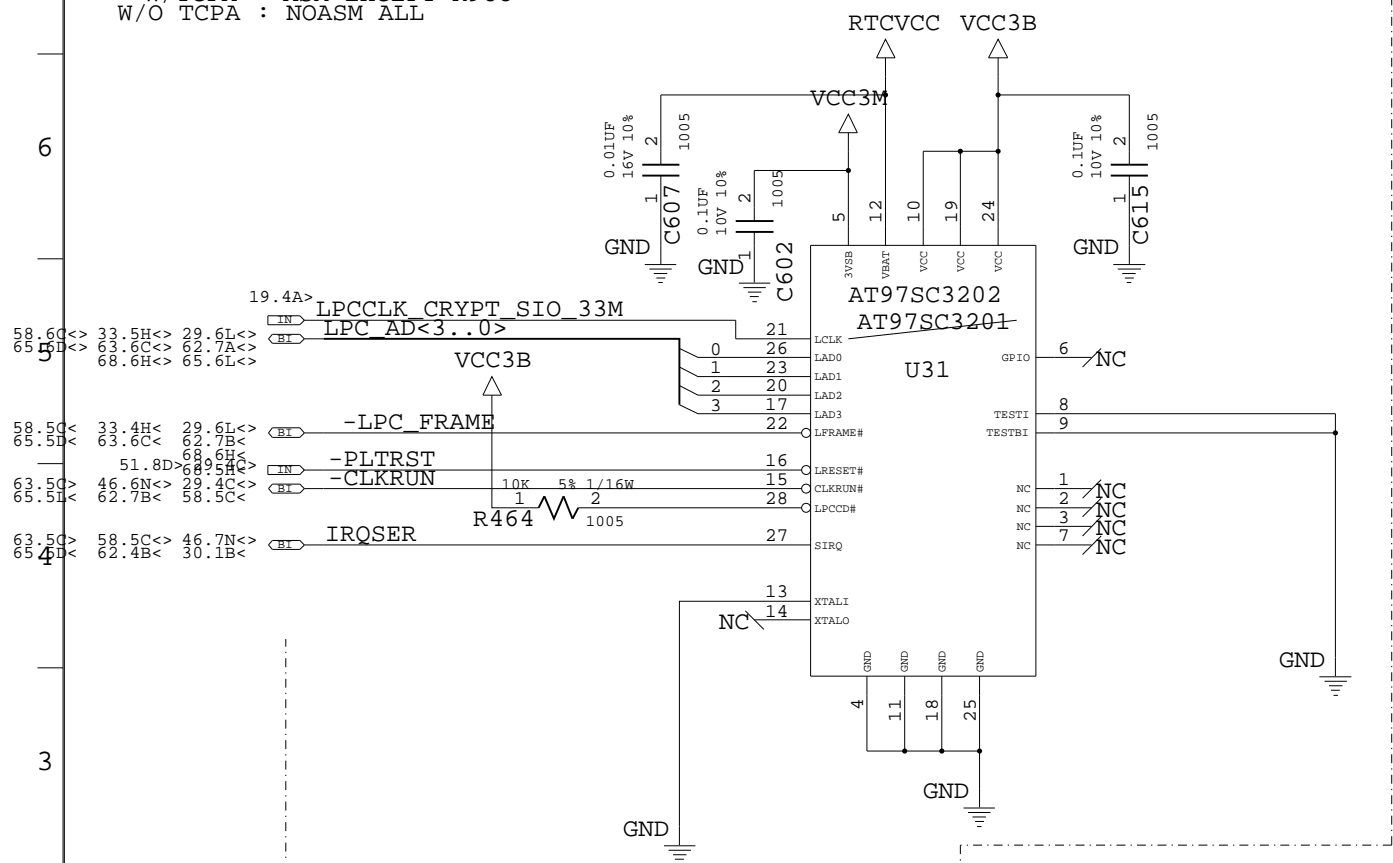 W/O TCPA : NOASM ALL
RTCVCC VCC3B
VCC3M
6
0.01UF
16V 10%
2
1005
1
C607
GND
0.1UF
10V 10%
2
1005
1
C602
GND
0.1UF
10V 10%
2
1005
1
C615
GND
5
12
10
19
24
3VSB
VBAT
VCC
VCC
VCC
AT97SC3202
AT97SC3201
U31
19.4A>
IN
LPCCLK_CRYPT_SIO_33M
21
LCLK
58.6C<> 33.5H<> 29.6L<>
63.6C<> 62.7A<>
68.6H<> 65.6L<>
5
BI
LPC_AD<3..0>
0
26
LAD0
1
23
LAD1
2
20
LAD2
3
17
LAD3
VCC3B
GPIO
6
NC
TESTI
8
TESTBI
9
58.5C< 33.4H< 29.6L<>
65.5D< 63.6C< 62.7B<
68.6H<
BI
-LPC_FRAME
22
LFRAME#
51.8D>
IN
-PLTRST
16
LRESET#
63.5C> 46.6N<> 29.4C<>
65.5L< 62.7B< 58.5C<
BI
-CLKRUN
15
CLKRUN#
10K 5% 1/16W
1
2
R464
1005
28
LPCCD#
NC
1
NC
NC
2
NC
NC
3
NC
NC
7
NC
63.5C> 58.5C<> 46.7N<>
62.4B< 30.1B<
4
BI
IRQSER
27
SIRQ
13
XTALI
NC
14
XTALO
GND
GND
GND
GND
4
11
18
25
GND
3
GND
GND